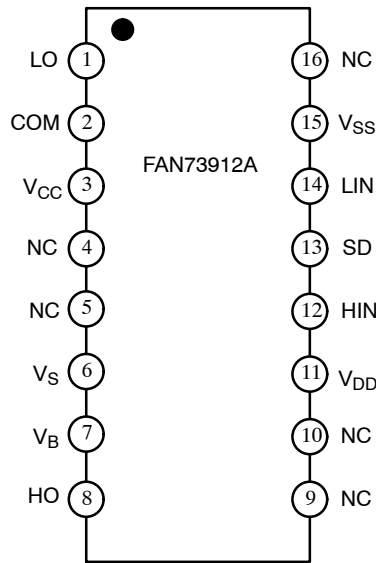 LO 1 16 NC
COM 2 15 VSS
FAN73912A
VCC 3 14 LIN
NC 4 13 SD
NC 5 12 HIN
VS 6 11 VDD
VB 7 10 NC
HO 8 9 NC